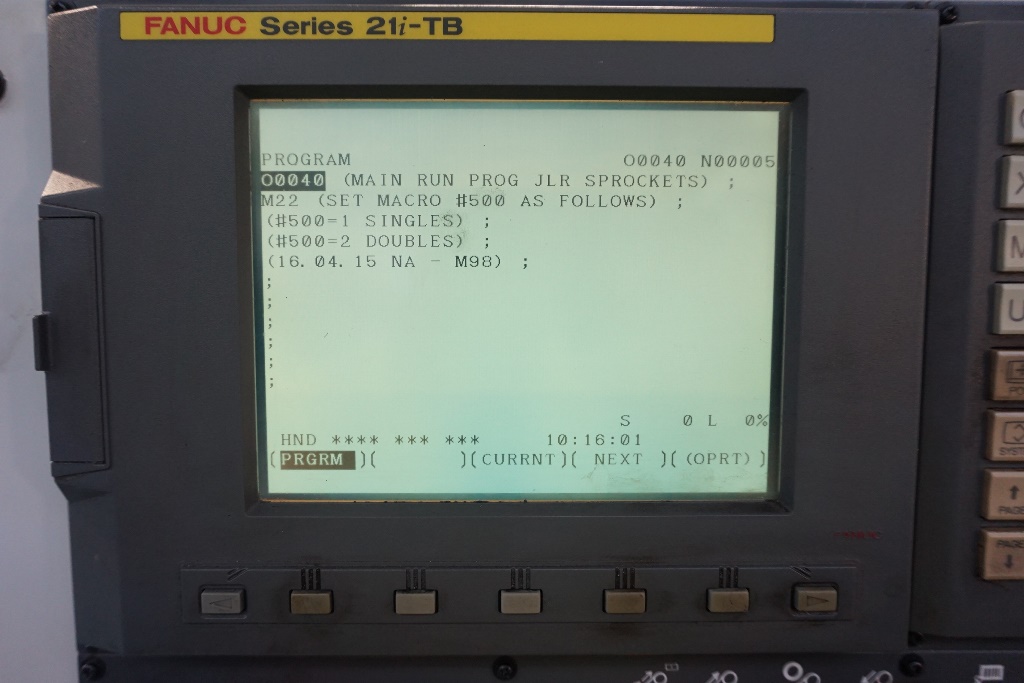 FANUC Series 21i-TB
PROGRAM O0040 N00005
O0040 (MAIN RUN PROG JLR SPROCKETS) ;
M22 (SET MACRO #500 AS FOLLOWS) ;
(#500=1 SINGLES) ;
(#500=2 DOUBLES) ;
(16.04.15 NA - M98) ;
;
;
;
;
;
;
S 0 L 0%
HND **** *** *** 10:16:01
(PRGRM )( )(CURRNT)( NEXT )( (OPRT) )
X
M
U
PAGE
PAGE